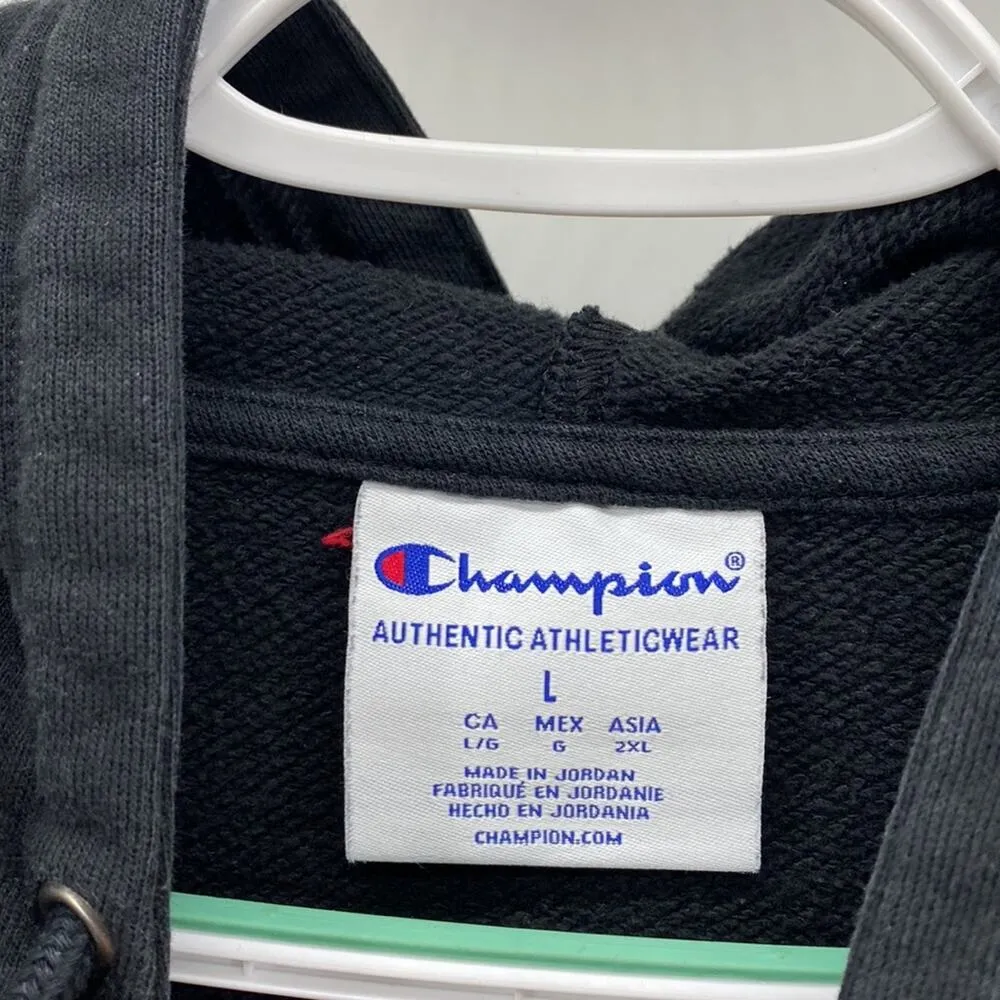 Champion®
AUTHENTIC ATHLETICWEAR
L
CA MEX ASIA
L/G G 2XL
MADE IN JORDAN
FABRIQUÉ EN JORDANIE
HECHO EN JORDANIA
CHAMPION.COM